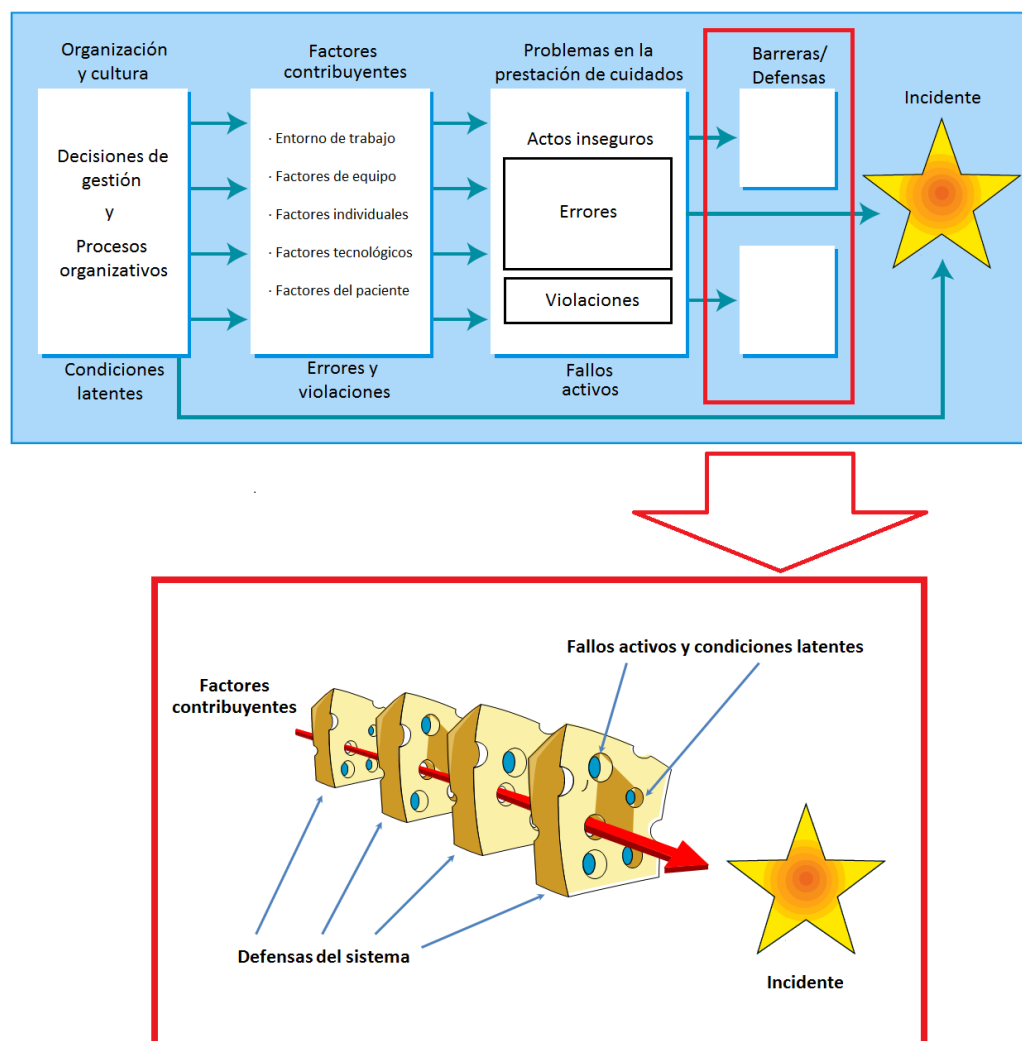 Organización
y cultura
Factores
contribuyentes
Problemas en la
prestación de cuidados
Barreras/
Defensas
Incidente
Decisiones de
gestión
y
Procesos
organizativos
· Entorno de trabajo
· Factores de equipo
· Factores individuales
· Factores tecnológicos
· Factores del paciente
Actos inseguros
Errores
Violaciones
Condiciones
latentes
Errores y
violaciones
Fallos
activos
Fallos activos y condiciones latentes
Factores
contribuyentes
Defensas del sistema
Incidente